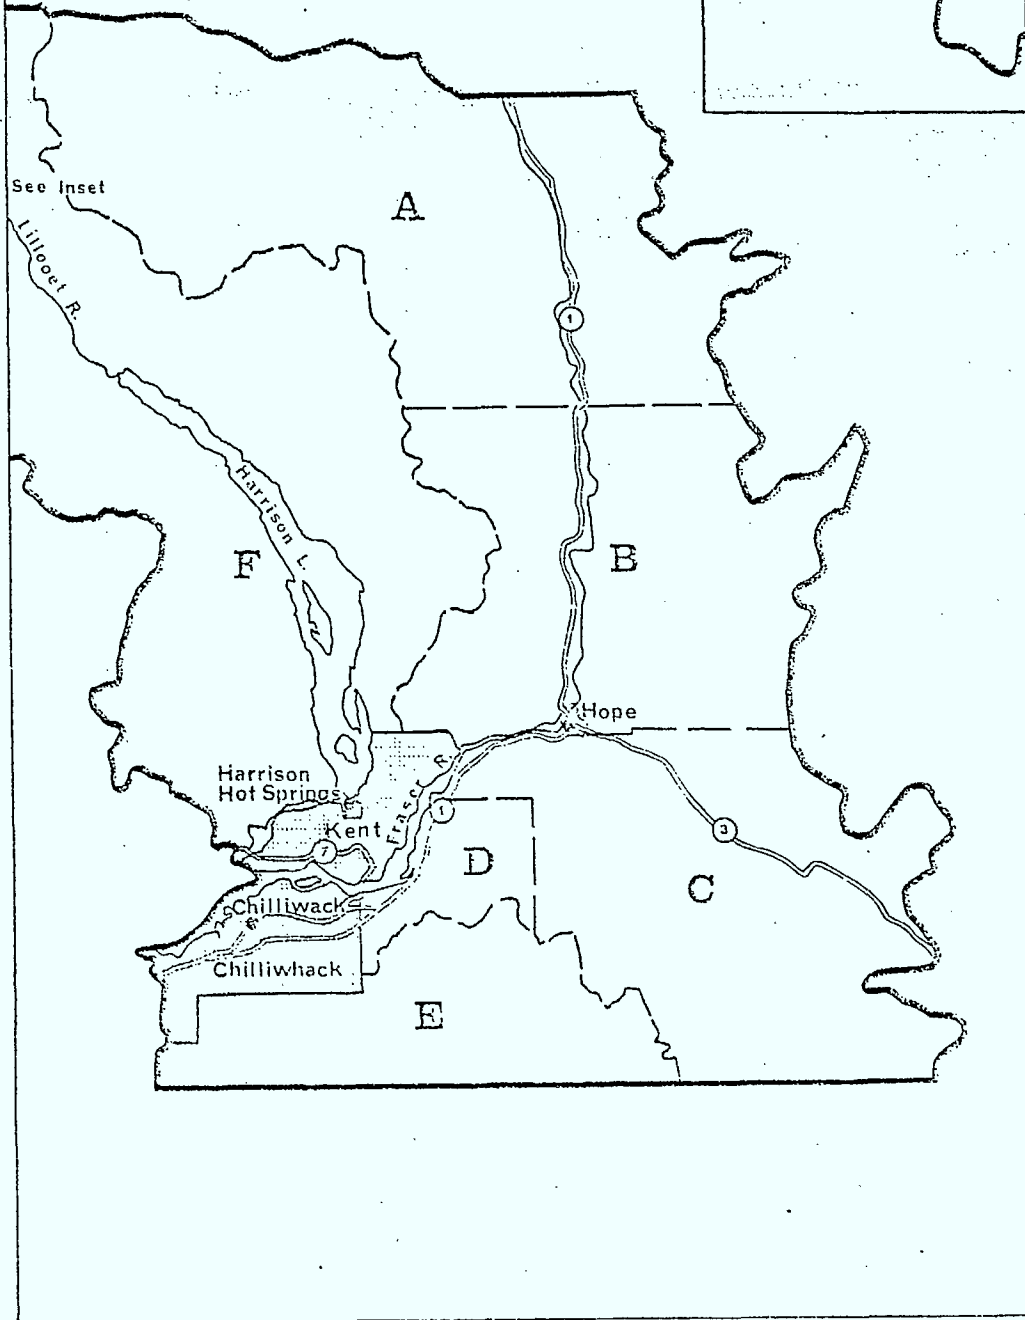 See Inset
A
Lillooet R.
1
Harrison L.
F
B
Hope
Harrison
Hot Springs
Fraser R.
1
Kent
3
7
D
C
Chilliwack
Chilliwhack
E